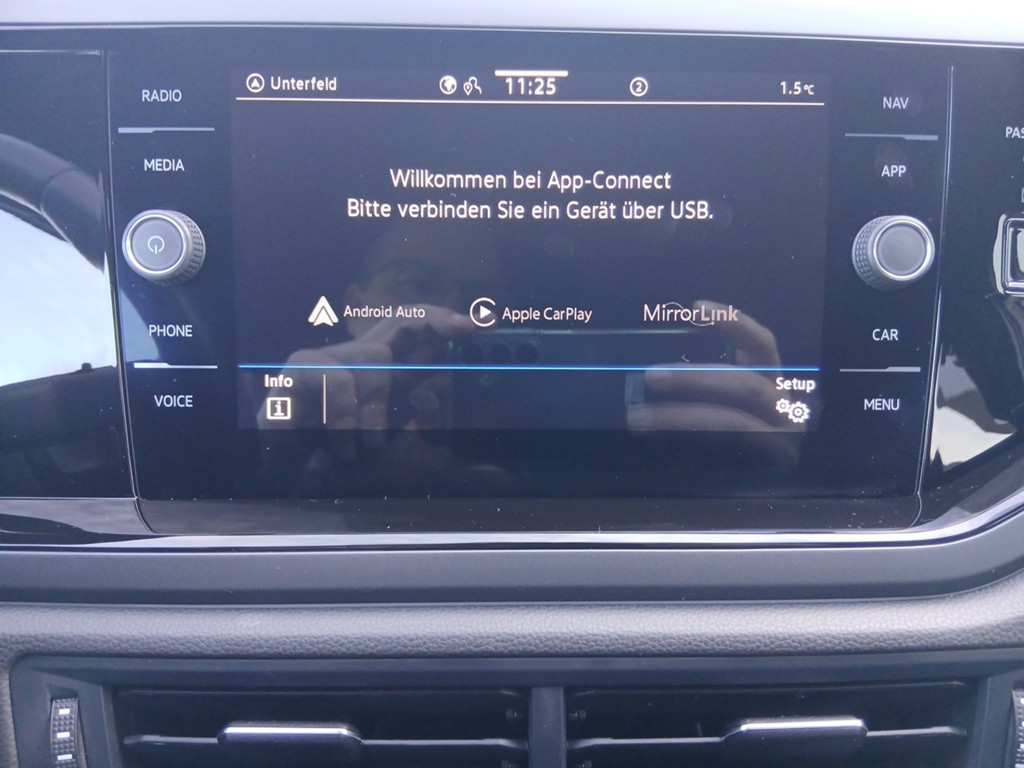 RADIO
MEDIA
PHONE
VOICE
Unterfeld
11:25
2
1.5°C
Willkommen bei App-Connect
Bitte verbinden Sie ein Gerät über USB.
Android Auto
Apple CarPlay
MirrorLink
Info
i
Setup
NAV
APP
CAR
MENU
PAS